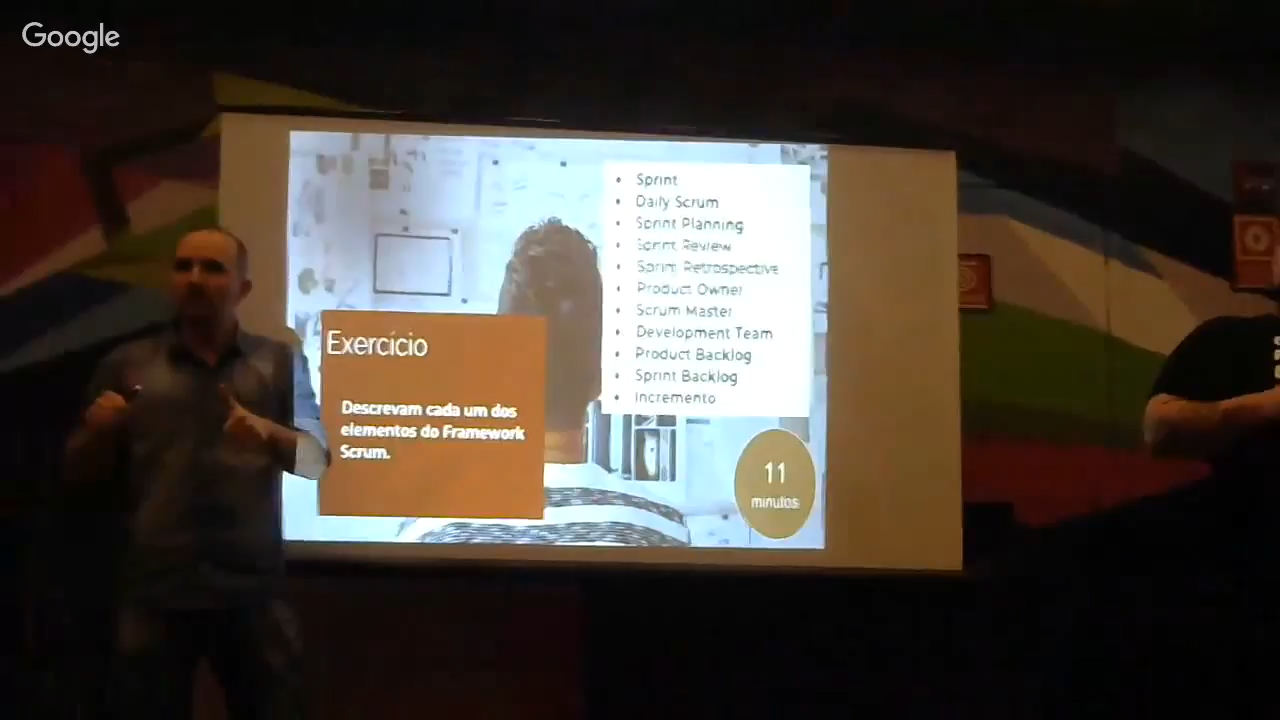 Google
Sprint
Daily Scrum
Sprint Planning
Sprint Review
Sprint Retrospective
Product Owner
Scrum Master
Development Team
Product Backlog
Sprint Backlog
Incremento
Exercício
Descrevam cada um dos
elementos do Framework
Scrum.
11
minutos